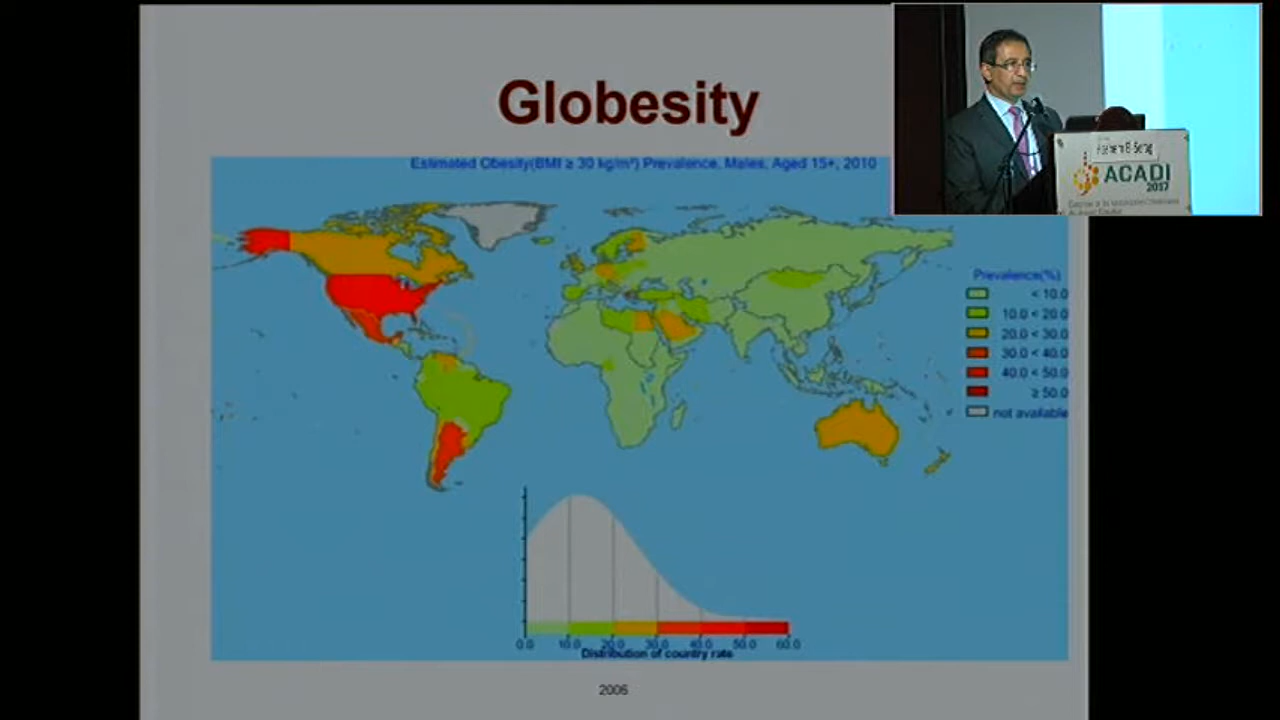 Globesity
Estimated Obesity(BMI ≥ 30 kg/m²) Prevalence, Males, Aged 15+, 2010
Prevalence(%)
< 10.0
10.0 < 20.0
20.0 < 30.0
30.0 < 40.0
40.0 < 50.0
≥ 50.0
not available
0.0 10.0 20.0 30.0 40.0 50.0 60.0
Distribution of country rate
2006
ACADI
2017